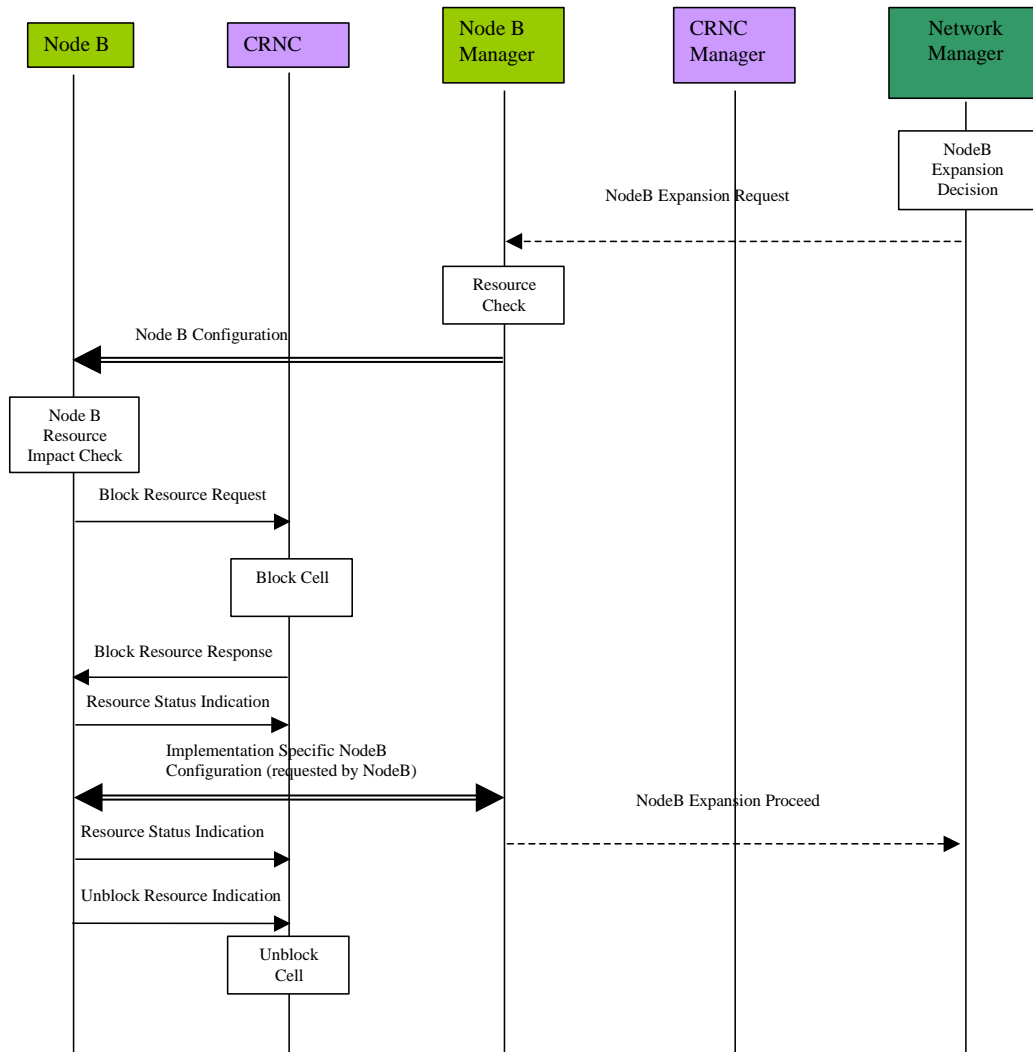 Node B
CRNC
Node B
Manager
CRNC
Manager
Network
Manager
NodeB
Expansion
Decision
NodeB Expansion Request
Resource
Check
Node B Configuration
Node B
Resource
Impact Check
Block Resource Request
Block Cell
Block Resource Response
Resource Status Indication
Implementation Specific NodeB
Configuration (requested by NodeB)
NodeB Expansion Proceed
Resource Status Indication
Unblock Resource Indication
Unblock
Cell